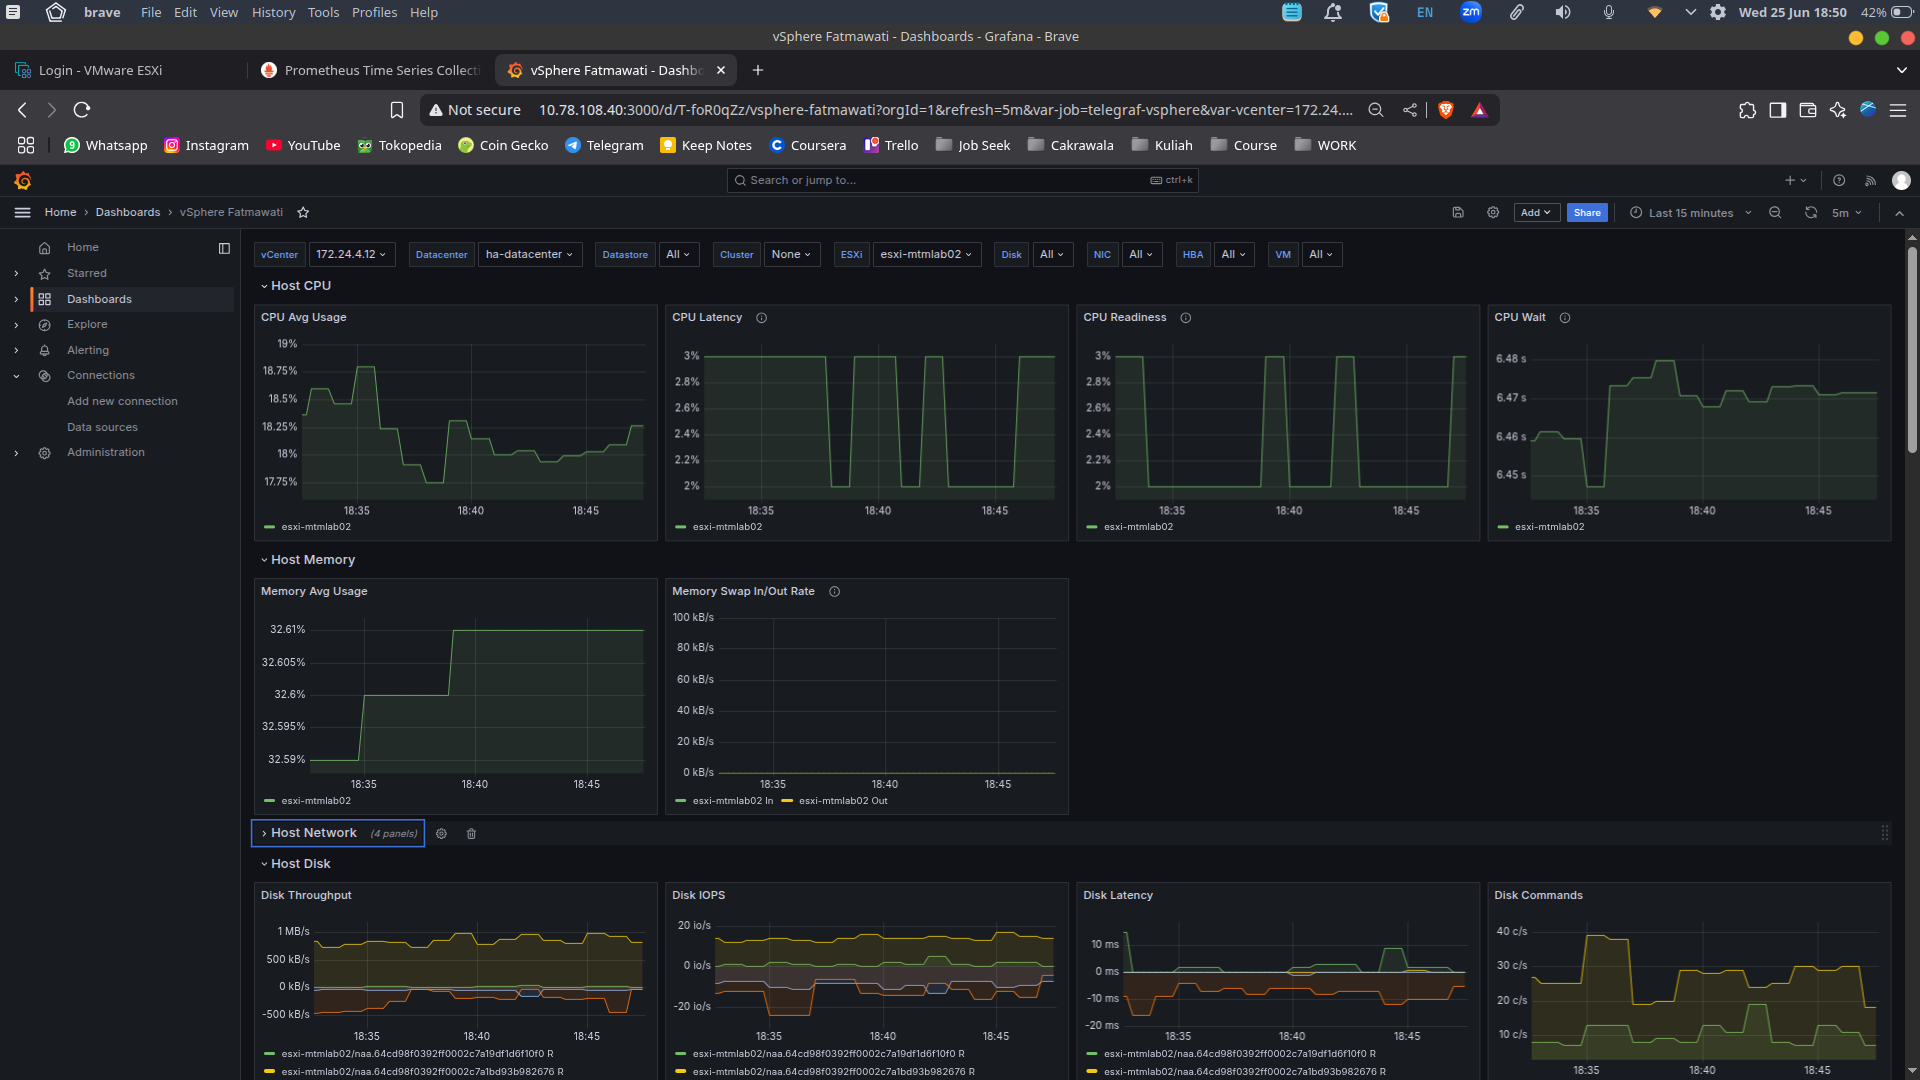 brave File Edit View History Tools Profiles Help EN zm Wed 25 Jun 18:50 42%
vSphere Fatmawati - Dashboards - Grafana - Brave
Login - VMware ESXi Prometheus Time Series Collecti vSphere Fatmawati - Dashbo
Not secure 10.78.108.40:3000/d/T-foR0qZz/vsphere-fatmawati?orgId=1&refresh=5m&var-job=telegraf-vsphere&var-vcenter=172.24....
Whatsapp Instagram YouTube Tokopedia Coin Gecko Telegram Keep Notes Coursera Trello Job Seek Cakrawala Kuliah Course WORK
Search or jump to... ctrl+k
Home › Dashboards › vSphere Fatmawati Add Share Last 15 minutes 5m
Home
Starred
Dashboards
Explore
Alerting
Connections
Add new connection
Data sources
Administration
vCenter 172.24.4.12 Datacenter ha-datacenter Datastore All Cluster None ESXi esxi-mtmlab02 Disk All NIC All HBA All VM All
Host CPU
CPU Avg Usage
19%
18.75%
18.5%
18.25%
18%
17.75%
18:35 18:40 18:45
esxi-mtmlab02
CPU Latency
3%
2.8%
2.6%
2.4%
2.2%
2%
18:35 18:40 18:45
esxi-mtmlab02
CPU Readiness
3%
2.8%
2.6%
2.4%
2.2%
2%
18:35 18:40 18:45
esxi-mtmlab02
CPU Wait
6.48 s
6.47 s
6.46 s
6.45 s
18:35 18:40 18:45
esxi-mtmlab02
Host Memory
Memory Avg Usage
32.61%
32.605%
32.6%
32.595%
32.59%
18:35 18:40 18:45
esxi-mtmlab02
Memory Swap In/Out Rate
100 kB/s
80 kB/s
60 kB/s
40 kB/s
20 kB/s
0 kB/s
18:35 18:40 18:45
esxi-mtmlab02 In esxi-mtmlab02 Out
Host Network (4 panels)
Host Disk
Disk Throughput
1 MB/s
500 kB/s
0 kB/s
-500 kB/s
18:35 18:40 18:45
esxi-mtmlab02/naa.64cd98f0392ff0002c7a19df1d6f10f0 R
esxi-mtmlab02/naa.64cd98f0392ff0002c7a1bd93b982676 R
Disk IOPS
20 io/s
0 io/s
-20 io/s
18:35 18:40 18:45
esxi-mtmlab02/naa.64cd98f0392ff0002c7a19df1d6f10f0 R
esxi-mtmlab02/naa.64cd98f0392ff0002c7a1bd93b982676 R
Disk Latency
10 ms
0 ms
-10 ms
-20 ms
18:35 18:40 18:45
esxi-mtmlab02/naa.64cd98f0392ff0002c7a19df1d6f10f0 R
esxi-mtmlab02/naa.64cd98f0392ff0002c7a1bd93b982676 R
Disk Commands
40 c/s
30 c/s
20 c/s
10 c/s
18:35 18:40 18:45